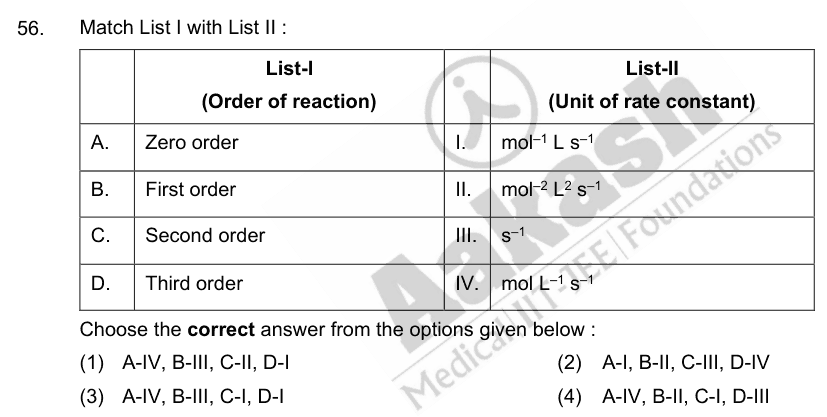 56. Match List I with List II :
List-I List-II
(Order of reaction) (Unit of rate constant)
A. Zero order I. mol⁻¹ L s⁻¹
B. First order II. mol⁻² L² s⁻¹
C. Second order III. s⁻¹
D. Third order IV. mol L⁻¹ s⁻¹
Choose the correct answer from the options given below :
(1) A-IV, B-III, C-II, D-I (2) A-I, B-II, C-III, D-IV
(3) A-IV, B-III, C-I, D-I (4) A-IV, B-II, C-I, D-III
Aakash
Medical|IIT-JEE|Foundations